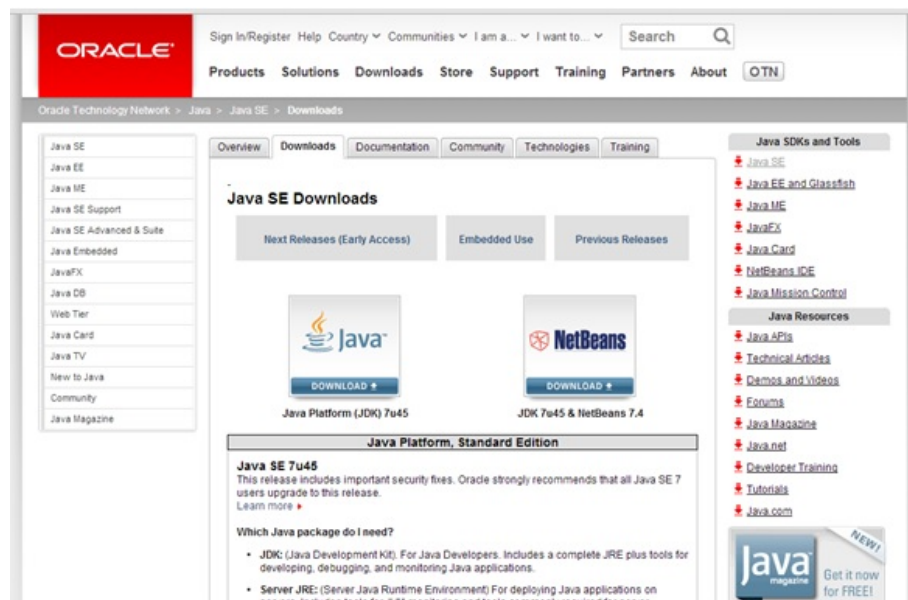 ORACLE
Sign In/Register Help Country Communities I am a... I want to... Search
Products Solutions Downloads Store Support Training Partners About OTN
Oracle Technology Network > Java > Java SE > Downloads
Java SE
Java EE
Java ME
Java SE Support
Java SE Advanced & Suite
Java Embedded
JavaFX
Java DB
Web Tier
Java Card
Java TV
New to Java
Community
Java Magazine
Overview Downloads Documentation Community Technologies Training
Java SE Downloads
Next Releases (Early Access) Embedded Use Previous Releases
Java
DOWNLOAD
Java Platform (JDK) 7u45
NetBeans
DOWNLOAD
JDK 7u45 & NetBeans 7.4
Java Platform, Standard Edition
Java SE 7u45
This release includes important security fixes. Oracle strongly recommends that all Java SE 7
users upgrade to this release.
Learn more
Which Java package do I need?
• JDK: (Java Development Kit). For Java Developers. Includes a complete JRE plus tools for
developing, debugging, and monitoring Java applications.
• Server JRE: (Server Java Runtime Environment) For deploying Java applications on
Java SDKs and Tools
Java SE
Java EE and Glassfish
Java ME
JavaFX
Java Card
NetBeans IDE
Java Mission Control
Java Resources
Java APIs
Technical Articles
Demos and Videos
Forums
Java Magazine
Java.net
Developer Training
Tutorials
Java.com
NEW!
Java
magazine
Get it now
for FREE!